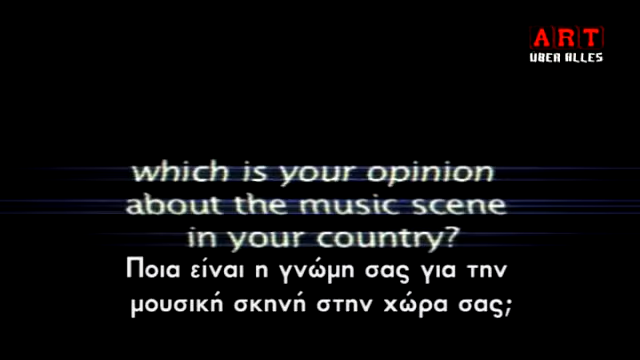 ART
UBER ALLES
which is your opinion
about the music scene
in your country?
Ποια είναι η γνώμη σας για την
μουσική σκηνή στην χώρα σας;